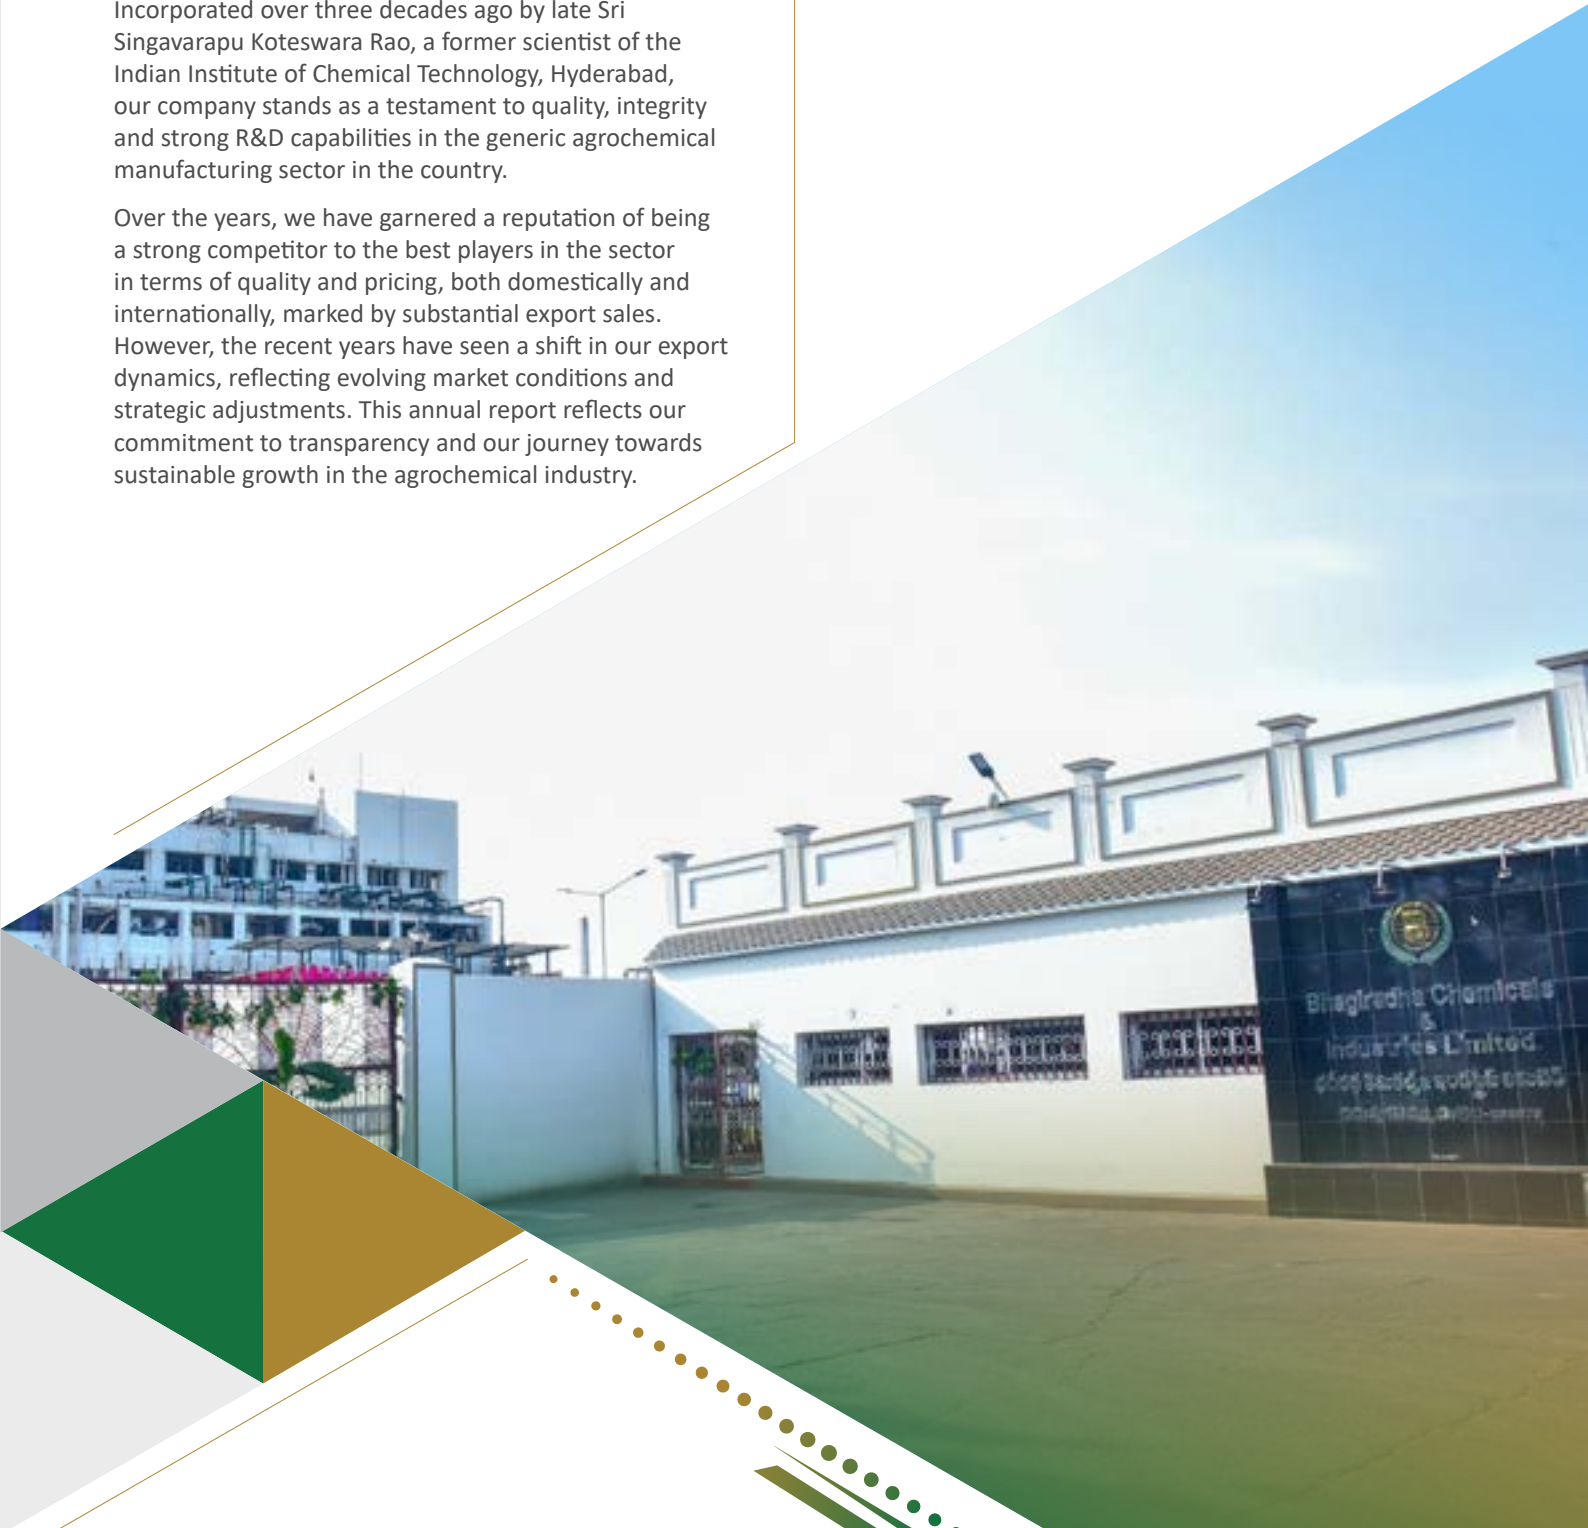 Incorporated over three decades ago by late Sri
Singavarapu Koteswara Rao, a former scientist of the
Indian Institute of Chemical Technology, Hyderabad,
our company stands as a testament to quality, integrity
and strong R&D capabilities in the generic agrochemical
manufacturing sector in the country.
Over the years, we have garnered a reputation of being
a strong competitor to the best players in the sector
in terms of quality and pricing, both domestically and
internationally, marked by substantial export sales.
However, the recent years have seen a shift in our export
dynamics, reflecting evolving market conditions and
strategic adjustments. This annual report reflects our
commitment to transparency and our journey towards
sustainable growth in the agrochemical industry.
B
Bhagiradha Chemicals
&
Industries Limited